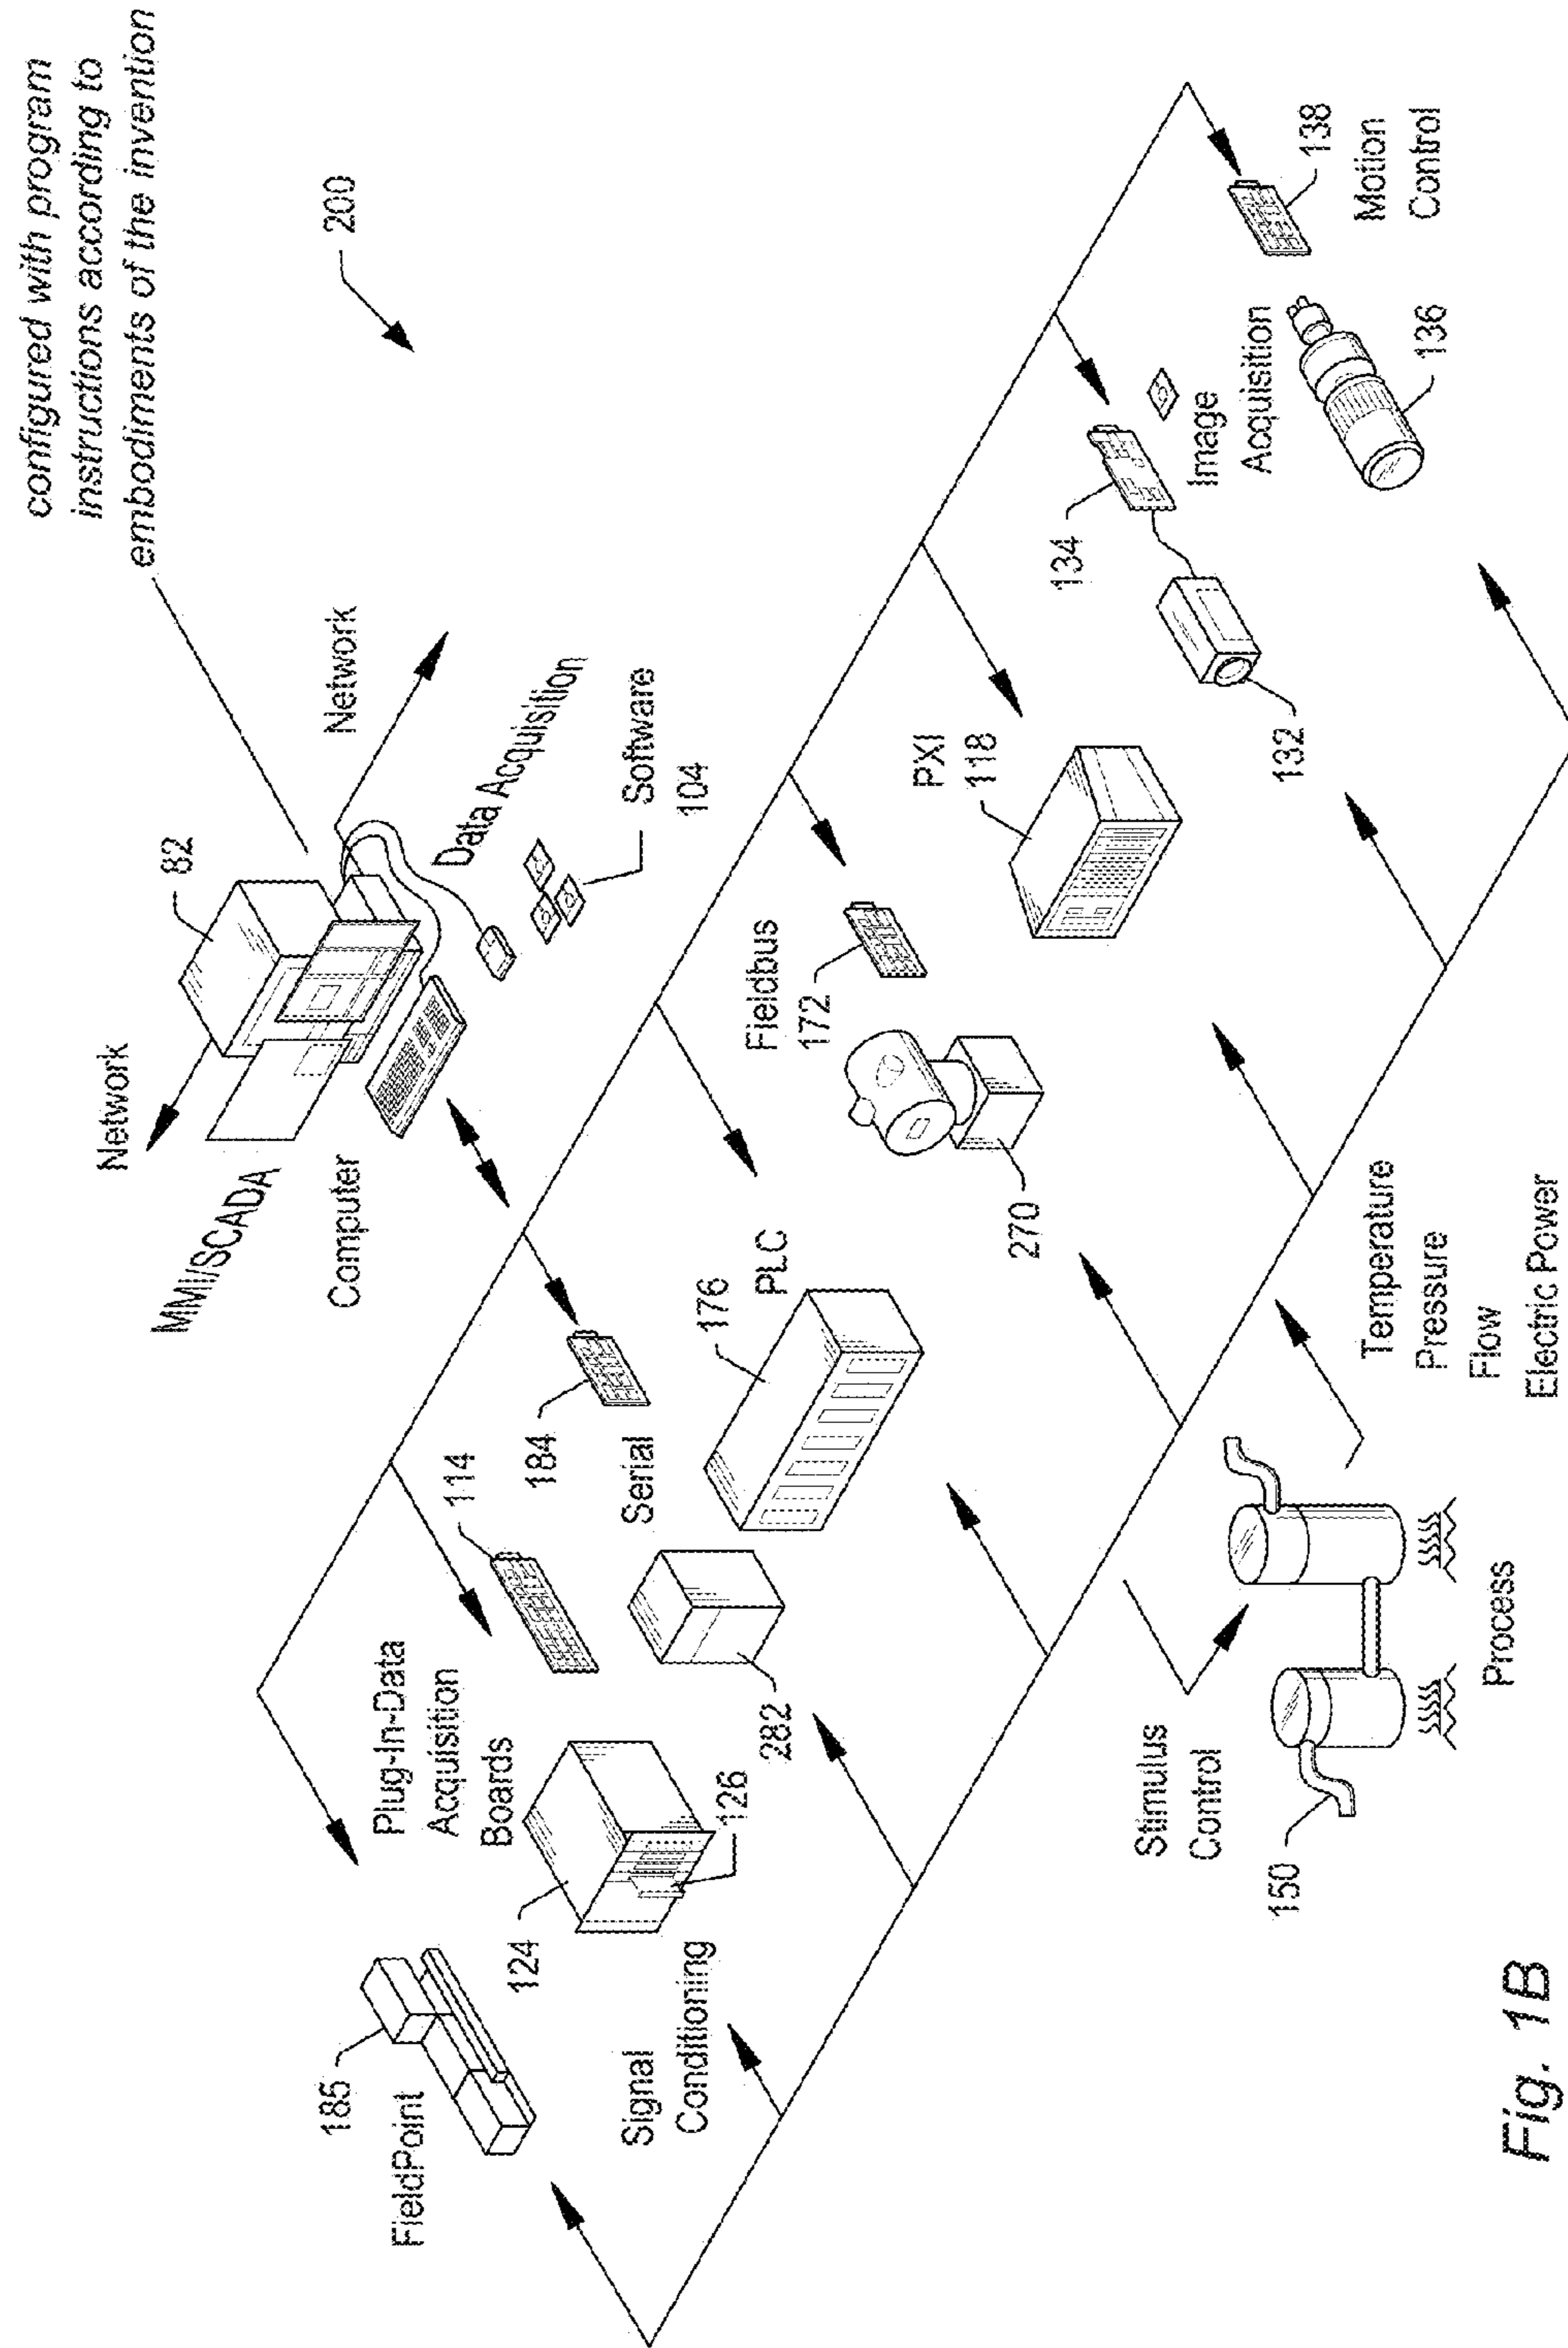 configured with program
instructions according to
embodiments of the invention
200
82
Network
Network
MMI/SCADA
Computer
Data Acquisition
Software
104
185
FieldPoint
Plug-In-Data
Acquisition
Boards
114
184
Serial
124
126
Signal
Conditioning
282
176
PLC
Fieldbus
172
270
PXI
118
134
Image
Acquisition
132
136
138
Motion
Control
Stimulus
Control
150
Process
Temperature
Pressure
Flow
Electric Power
Fig. 1B